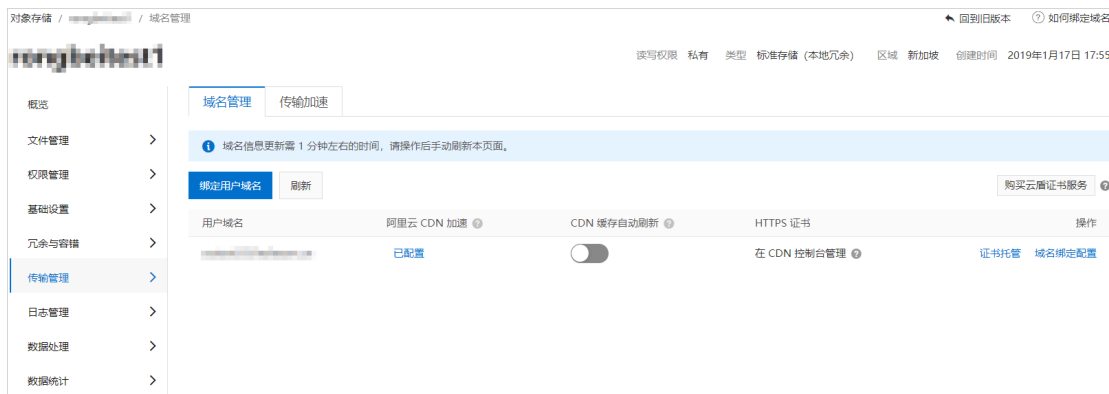 对象存储 / / 域名管理
回到旧版本 如何绑定域名
读写权限 私有 类型 标准存储（本地冗余） 区域 新加坡 创建时间 2019年1月17日 17:55
概览
文件管理
权限管理
基础设置
冗余与容错
传输管理
日志管理
数据处理
数据统计
域名管理 传输加速
域名信息更新需 1 分钟左右的时间，请操作后手动刷新本页面。
绑定用户域名 刷新 购买云盾证书服务
用户域名 阿里云 CDN 加速 CDN 缓存自动刷新 HTTPS 证书 操作
已配置 在 CDN 控制台管理 证书托管 域名绑定配置